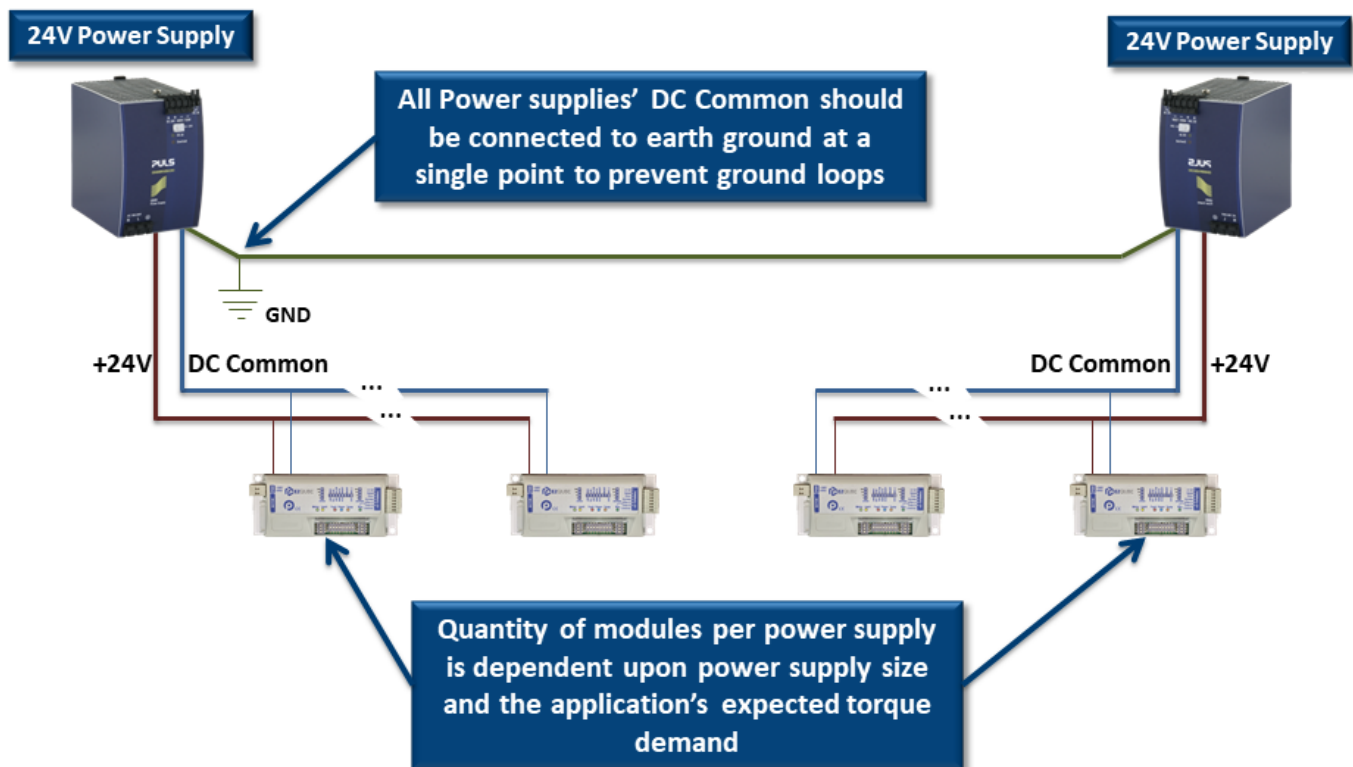 24V Power Supply
24V Power Supply
All Power supplies' DC Common should
be connected to earth ground at a
single point to prevent ground loops
PULS
PULS
GND
+24V
DC Common
DC Common
+24V
...
...
...
...
Quantity of modules per power supply
is dependent upon power supply size
and the application's expected torque
demand